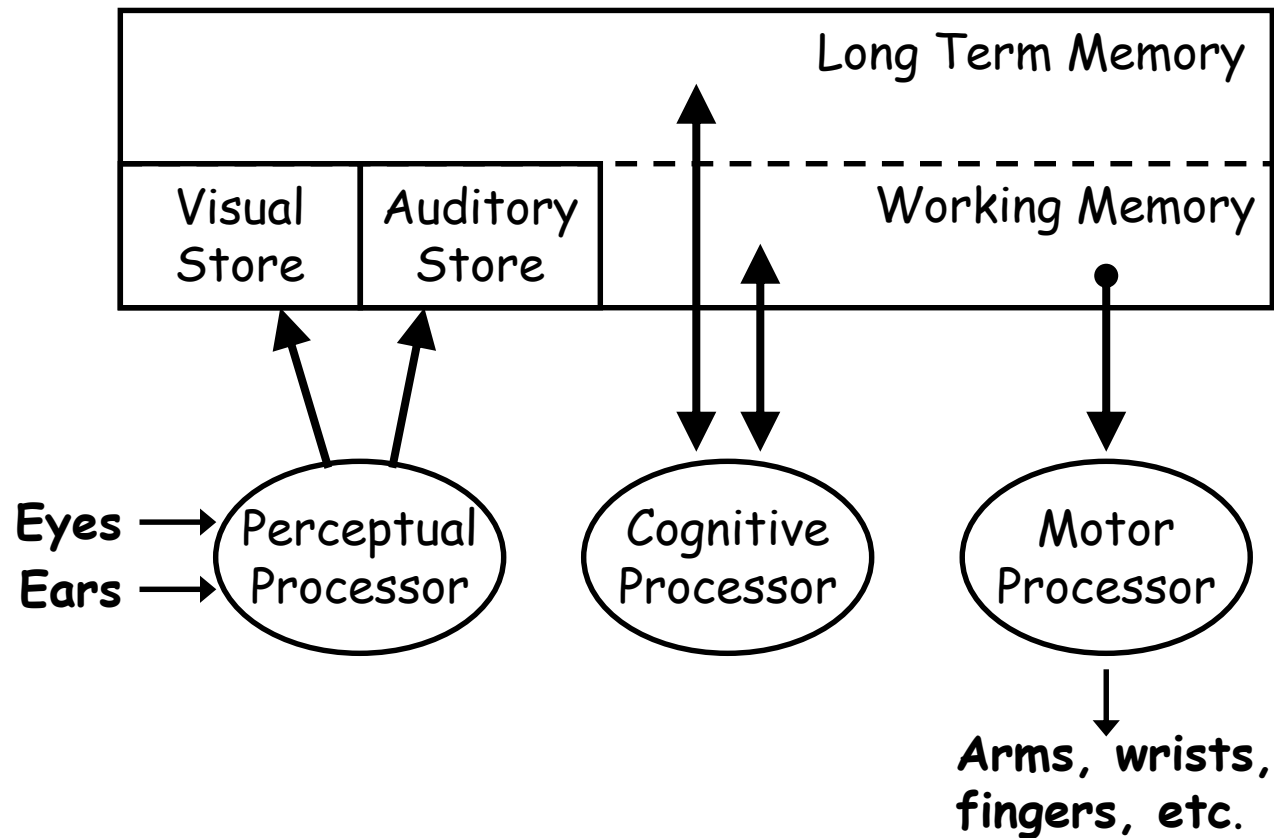 Long Term Memory
Visual
Store
Auditory
Store
Working Memory
Eyes
Ears
Perceptual
Processor
Cognitive
Processor
Motor
Processor
Arms, wrists,
fingers, etc.